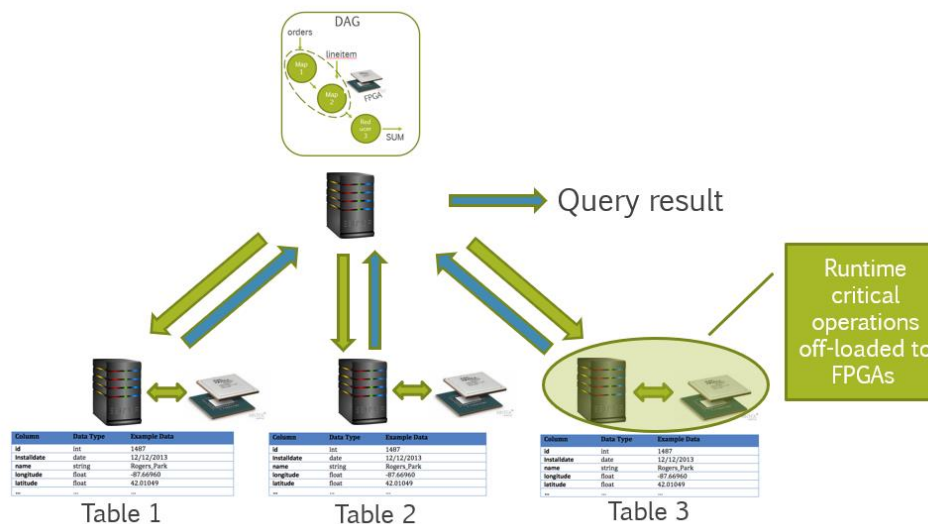 DAG
orders
lineitem
Map
1
Map
2
FPGA
Red
SUM
Query result
Runtime
critical
operations
off-loaded to
FPGAs
Column Data Type Example Data
id int 1487
Installdate date 12/12/2013
name string Rogers_Park
longitude float -87.66960
latitude float 42.01049
... ... ...
Table 1
Column Data Type Example Data
id int 1487
Installdate date 12/12/2013
name string Rogers_Park
longitude float -87.66960
latitude float 42.01049
... ... ...
Table 2
Column Data Type Example Data
id int 1487
Installdate date 12/12/2013
name string Rogers_Park
longitude float -87.66960
latitude float 42.01049
... ... ...
Table 3